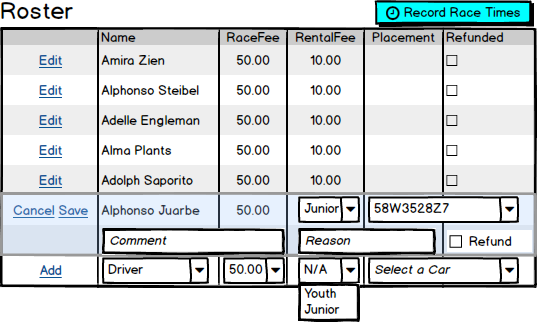 Roster
Record Race Times
Name RaceFee RentalFee Placement Refunded
Edit Amira Zien 50.00 10.00
Edit Alphonso Steibel 50.00 10.00
Edit Adelle Engleman 50.00 10.00
Edit Alma Plants 50.00 10.00
Edit Adolph Saporito 50.00 10.00
Cancel Save Alphonso Juarbe 50.00 Junior 58W3528Z7
Comment Reason Refund
Add Driver 50.00 N/A Select a Car
Youth
Junior